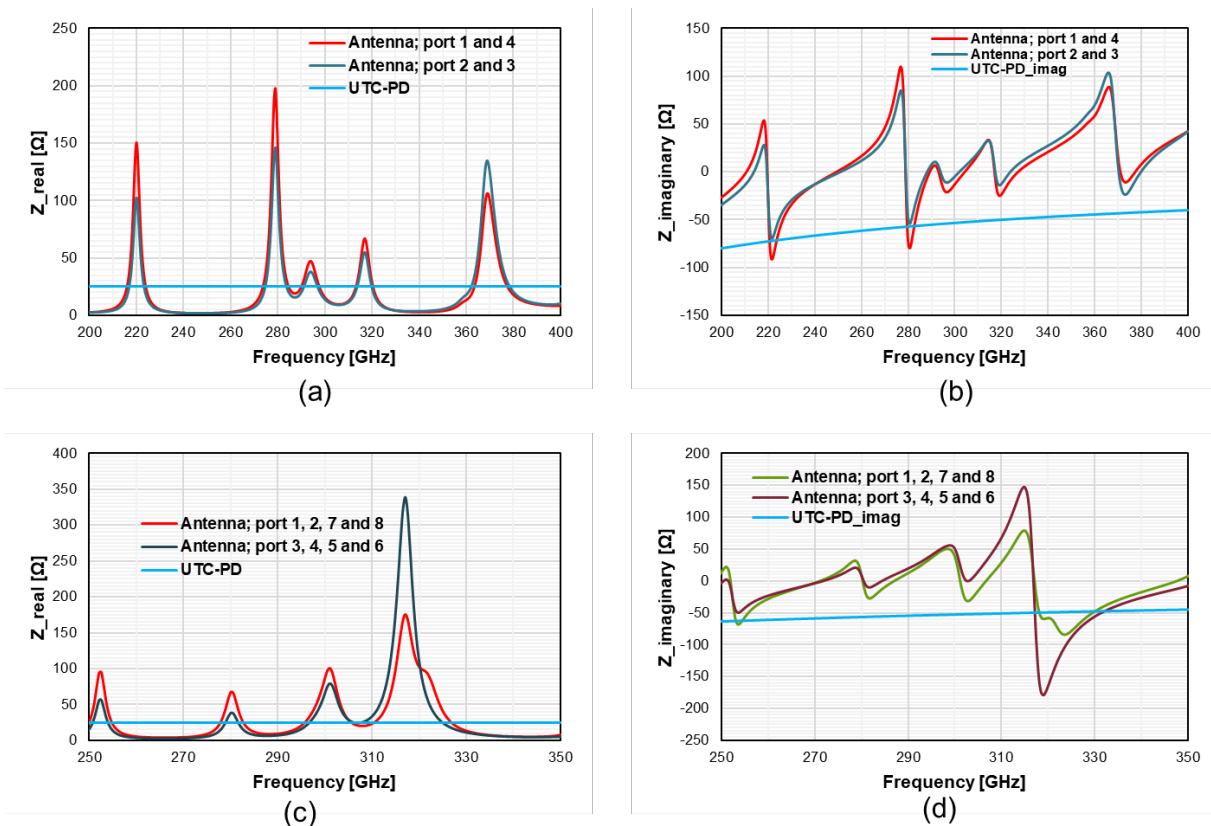 250
200
150
100
50
0
Z_real [Ω]
Antenna; port 1 and 4
Antenna; port 2 and 3
UTC-PD
200 220 240 260 280 300 320 340 360 380 400
Frequency [GHz]
(a)
150
100
50
0
-50
-100
-150
Z_imaginary [Ω]
Antenna; port 1 and 4
Antenna; port 2 and 3
UTC-PD_imag
200 220 240 260 280 300 320 340 360 380 400
Frequency [GHz]
(b)
400
350
300
250
200
150
100
50
0
Z_real [Ω]
Antenna; port 1, 2, 7 and 8
Antenna; port 3, 4, 5 and 6
UTC-PD
250 270 290 310 330 350
Frequency [GHz]
(c)
200
150
100
50
0
-50
-100
-150
-200
-250
Z_imaginary [Ω]
Antenna; port 1, 2, 7 and 8
Antenna; port 3, 4, 5 and 6
UTC-PD_imag
250 270 290 310 330 350
Frequency [GHz]
(d)